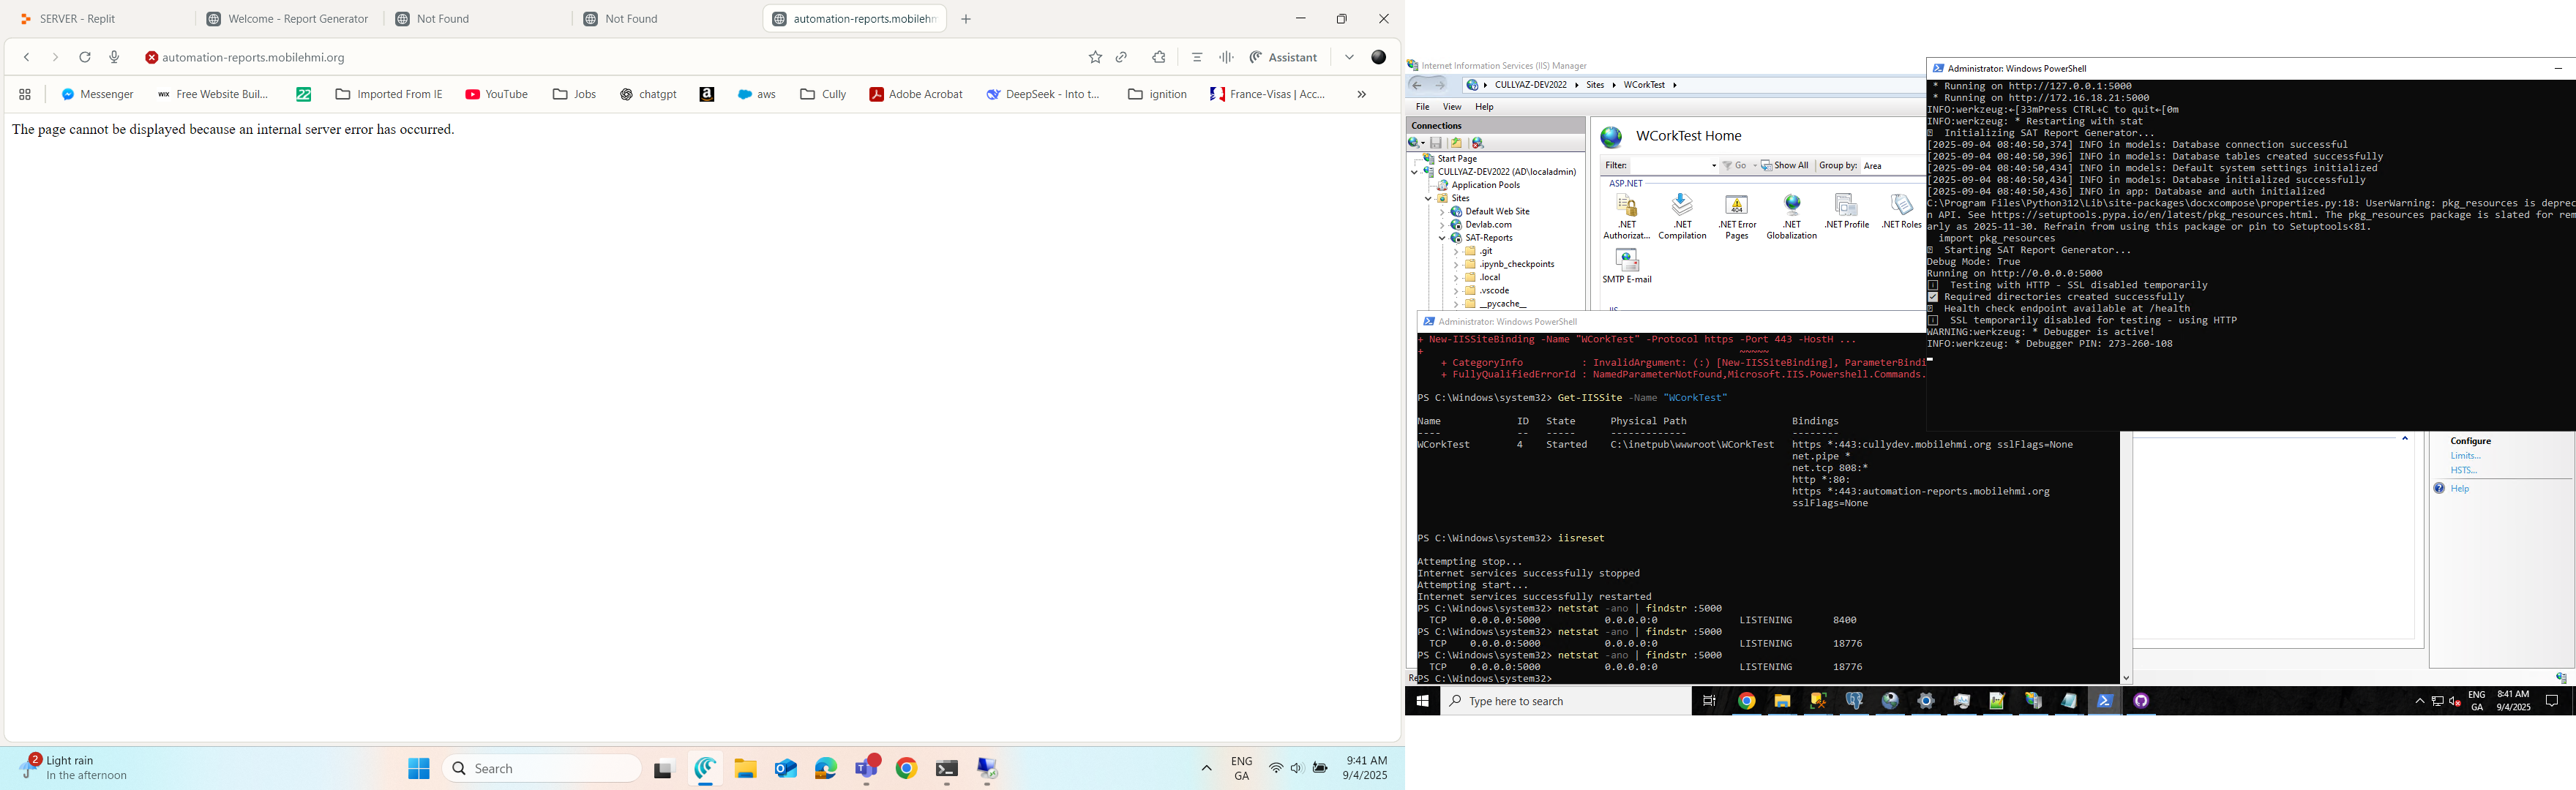 SERVER - Replit
Welcome - Report Generator
Not Found
Not Found
automation-reports.mobilehm
automation-reports.mobilehmi.org
Assistant
Messenger
WIX Free Website Buil...
22
Imported From IE
YouTube
Jobs
chatgpt
a
aws
Cully
Adobe Acrobat
DeepSeek - Into t...
ignition
France-Visas | Acc...
The page cannot be displayed because an internal server error has occurred.
2
Light rain
In the afternoon
Search
ENG
GA
9:41 AM
9/4/2025
Internet Information Services (IIS) Manager
CULLYAZ-DEV2022
Sites
WCorkTest
File View Help
Connections
Start Page
CULLYAZ-DEV2022 (AD\localadmin)
Application Pools
Sites
Default Web Site
Devlab.com
SAT-Reports
.git
.ipynb_checkpoints
.local
.vscode
__pycache__
WCorkTest Home
Filter:
Go
Show All
Group by:
Area
ASP.NET
.NET Authorizat...
.NET Compilation
404
.NET Error Pages
.NET Globalization
.NET Profile
.NET Roles
SMTP E-mail
Administrator: Windows PowerShell
* Running on http://127.0.0.1:5000
* Running on http://172.16.18.21:5000
INFO:werkzeug:←[33mPress CTRL+C to quit←[0m
INFO:werkzeug: * Restarting with stat
Initializing SAT Report Generator...
[2025-09-04 08:40:50,374] INFO in models: Database connection successful
[2025-09-04 08:40:50,396] INFO in models: Database tables created successfully
[2025-09-04 08:40:50,434] INFO in models: Default system settings initialized
[2025-09-04 08:40:50,434] INFO in models: Database initialized successfully
[2025-09-04 08:40:50,436] INFO in app: Database and auth initialized
C:\Program Files\Python312\Lib\site-packages\docxcompose\properties.py:18: UserWarning: pkg_resources is deprec
n API. See https://setuptools.pypa.io/en/latest/pkg_resources.html. The pkg_resources package is slated for rem
arly as 2025-11-30. Refrain from using this package or pin to Setuptools<81.
import pkg_resources
Starting SAT Report Generator...
Debug Mode: True
Running on http://0.0.0.0:5000
Testing with HTTP - SSL disabled temporarily
Required directories created successfully
Health check endpoint available at /health
SSL temporarily disabled for testing - using HTTP
WARNING:werkzeug: * Debugger is active!
INFO:werkzeug: * Debugger PIN: 273-260-108
Administrator: Windows PowerShell
+ New-IISSiteBinding -Name "WCorkTest" -Protocol https -Port 443 -HostH ...
+ ~~~~~
+ CategoryInfo : InvalidArgument: (:) [New-IISSiteBinding], ParameterBindi
+ FullyQualifiedErrorId : NamedParameterNotFound,Microsoft.IIS.Powershell.Commands.
PS C:\Windows\system32> Get-IISSite -Name "WCorkTest"
Name ID State Physical Path Bindings
---- -- ----- ------------- --------
WCorkTest 4 Started C:\inetpub\wwwroot\WCorkTest https *:443:cullydev.mobilehmi.org sslFlags=None
net.pipe *
net.tcp 808:*
http *:80:
https *:443:automation-reports.mobilehmi.org
sslFlags=None
PS C:\Windows\system32> iisreset
Attempting stop...
Internet services successfully stopped
Attempting start...
Internet services successfully restarted
PS C:\Windows\system32> netstat -ano | findstr :5000
TCP 0.0.0.0:5000 0.0.0.0:0 LISTENING 8400
PS C:\Windows\system32> netstat -ano | findstr :5000
TCP 0.0.0.0:5000 0.0.0.0:0 LISTENING 18776
PS C:\Windows\system32> netstat -ano | findstr :5000
TCP 0.0.0.0:5000 0.0.0.0:0 LISTENING 18776
PS C:\Windows\system32>
Configure
Limits...
HSTS...
Help
Type here to search
ENG
GA
8:41 AM
9/4/2025